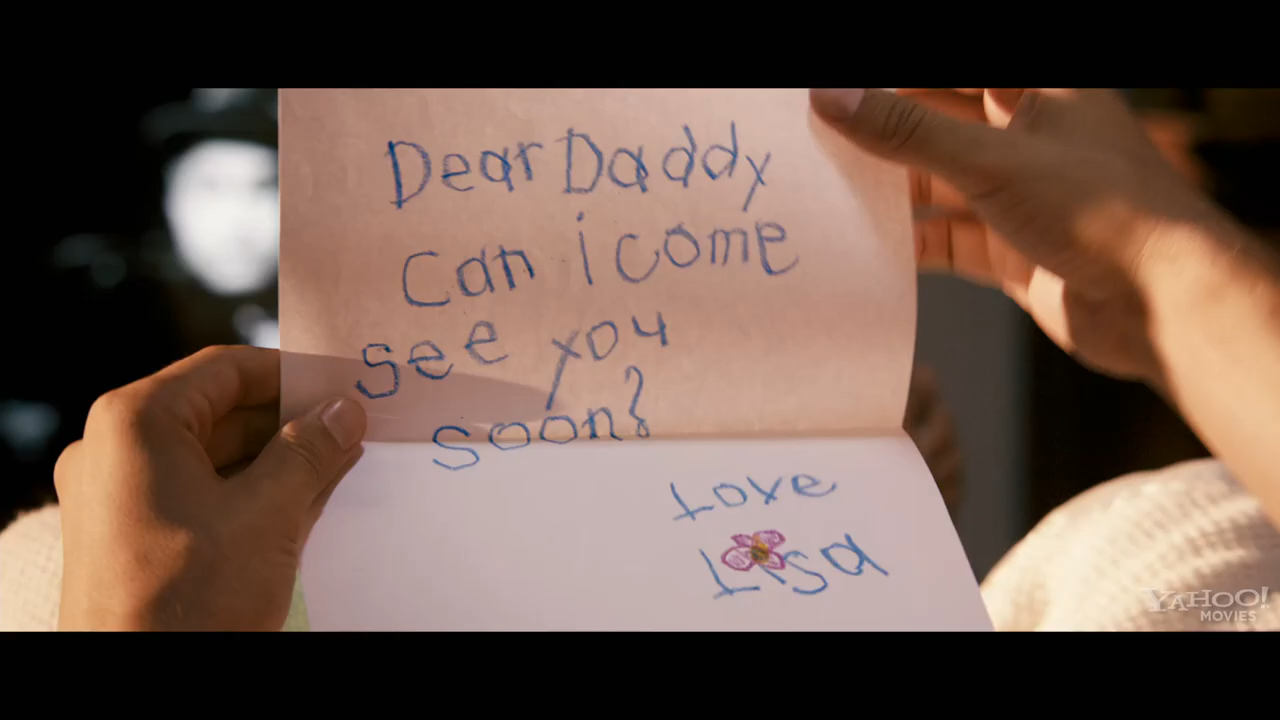 Dear Daddy
Can i come
see you
soon?
Love
Lisa
YAHOO!
MOVIES